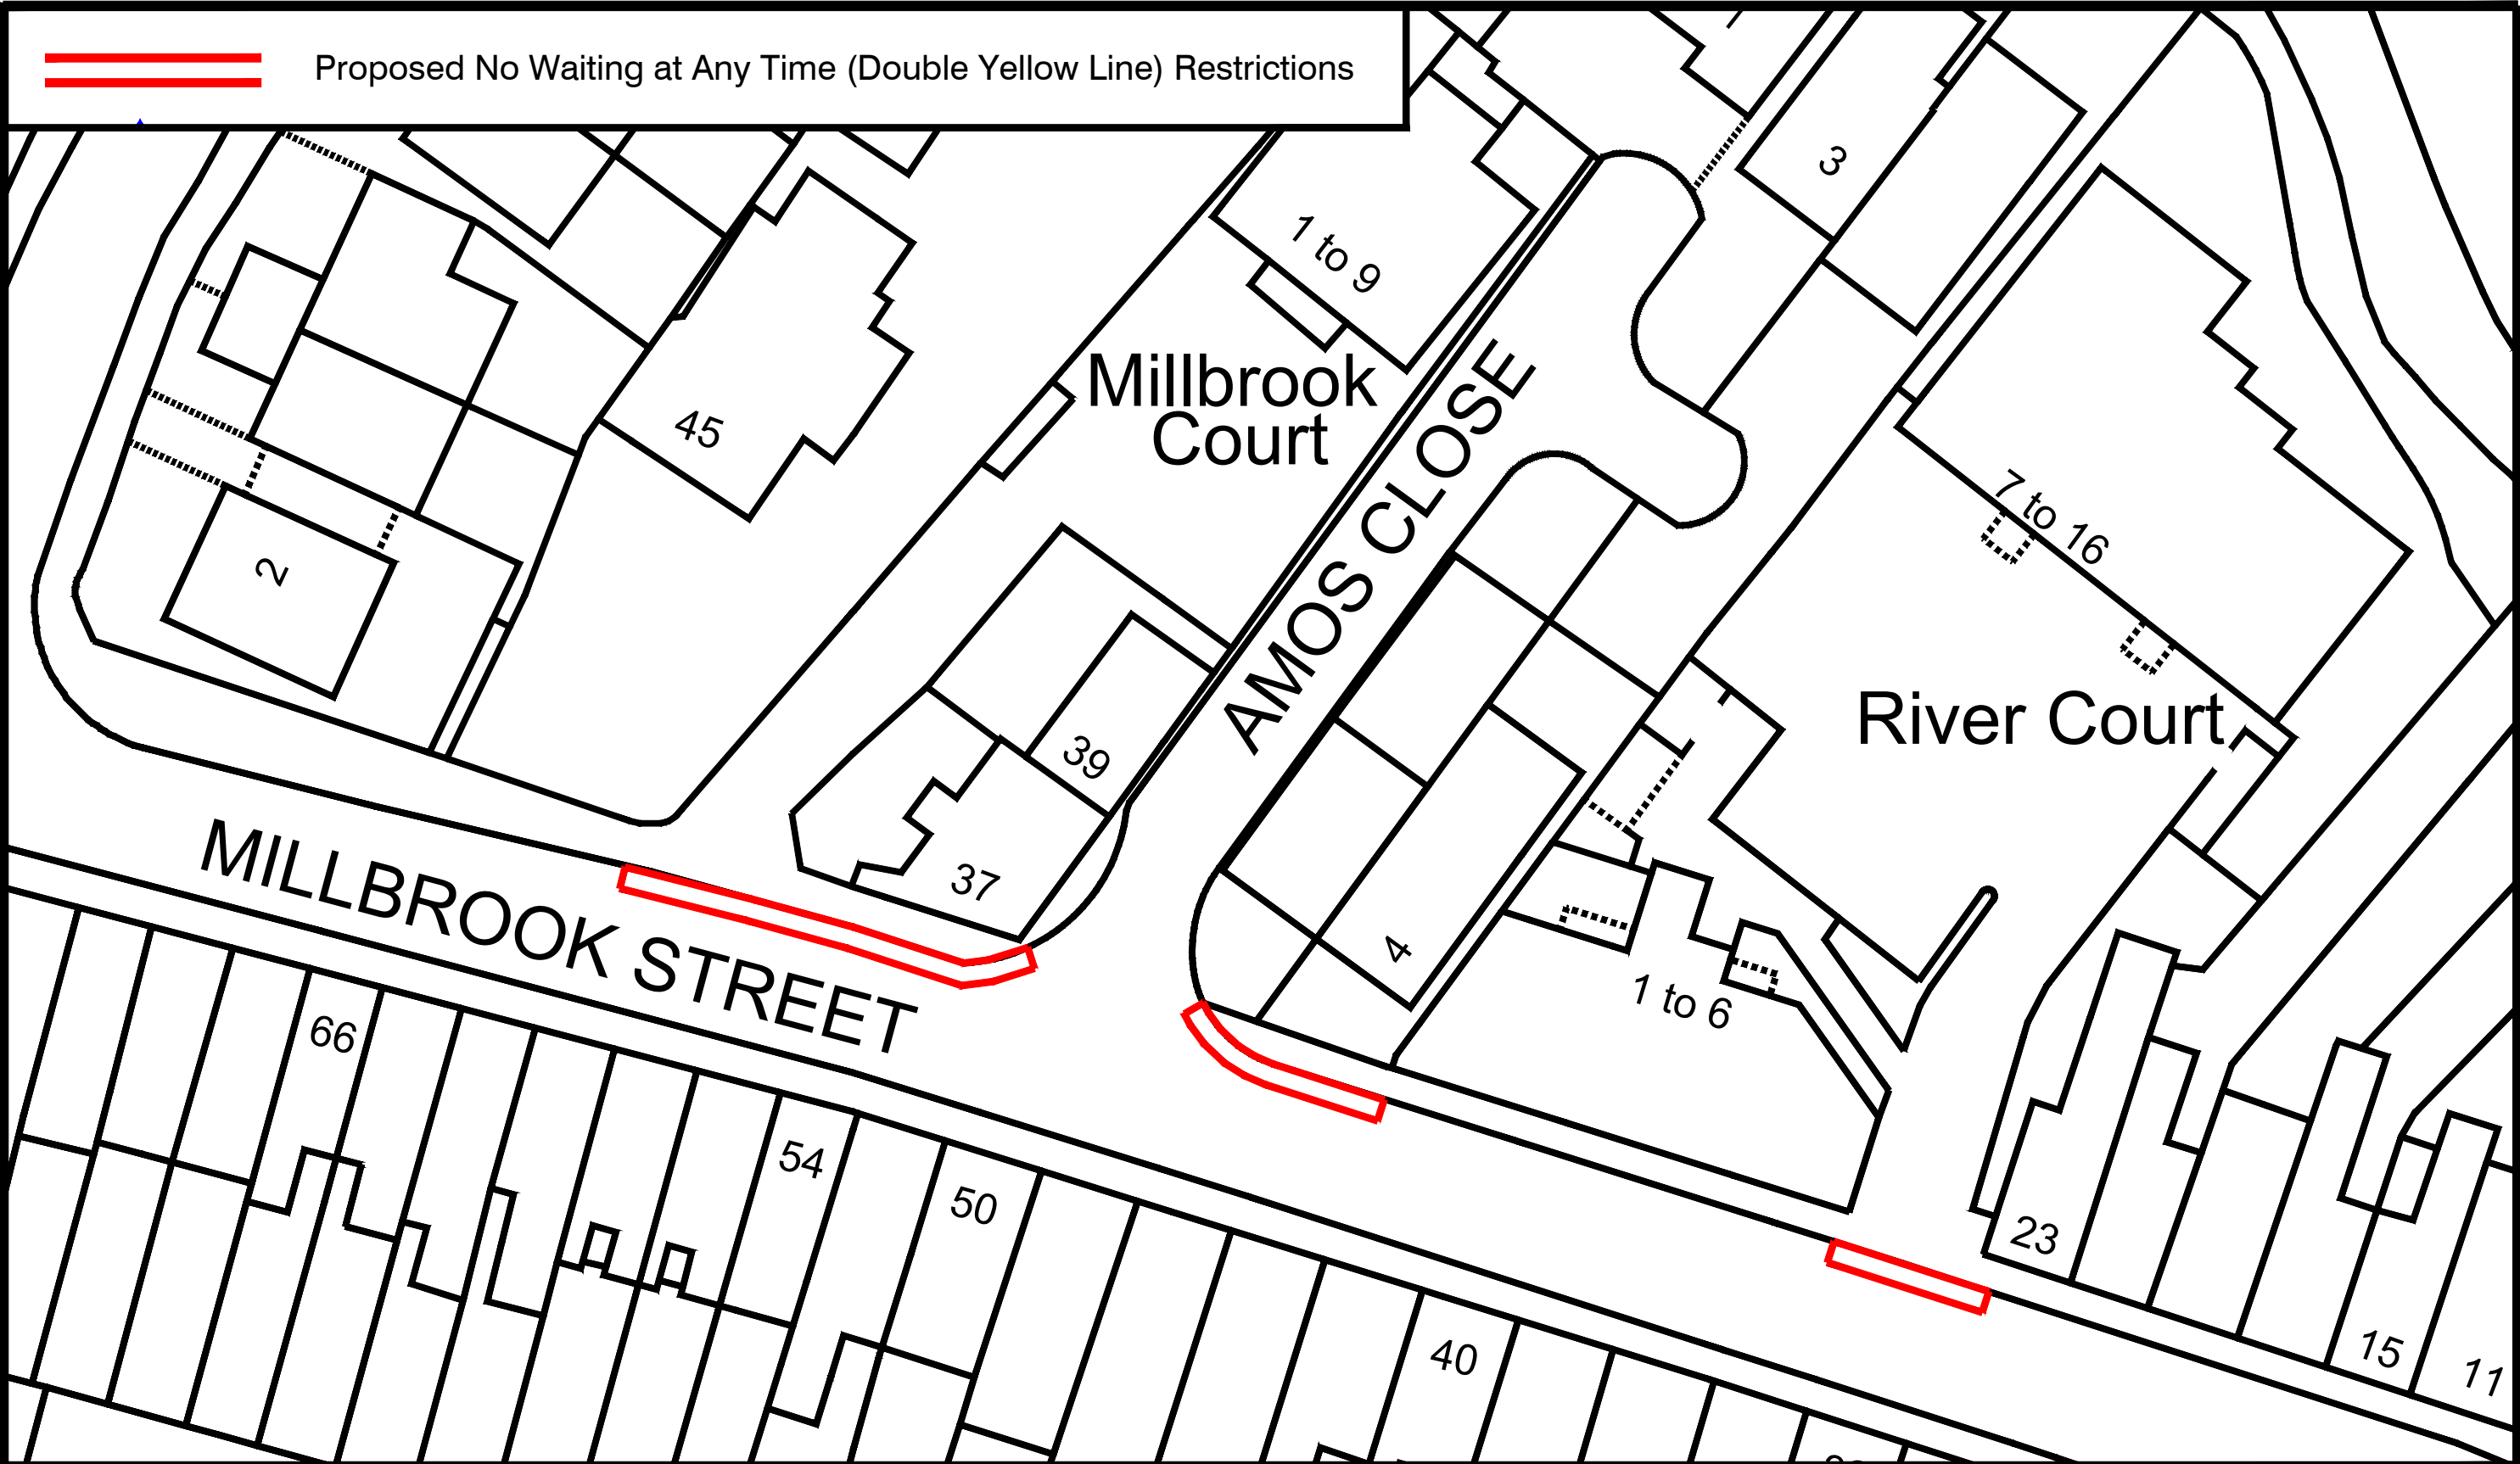 Proposed No Waiting at Any Time (Double Yellow Line) Restrictions
3
1 to 9
Millbrook
Court
45
AMOS CLOSE
7 to 16
2
River Court
39
37
MILLBROOK STREET
4
1 to 6
66
54
50
23
40
15
11